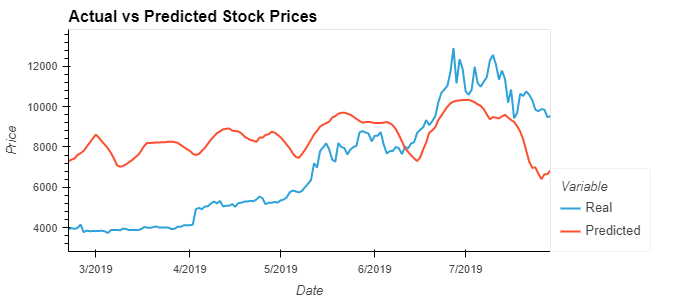 Actual vs Predicted Stock Prices
Price
12000
10000
8000
6000
4000
3/2019 4/2019 5/2019 6/2019 7/2019
Date
Variable
Real
Predicted